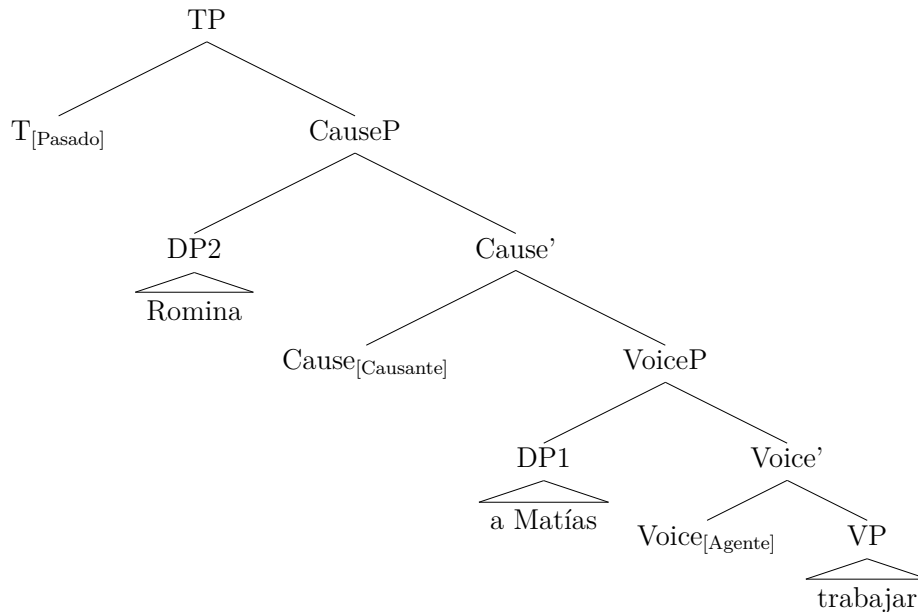 TP
T[Pasado] CauseP
DP2 Cause’
Romina
Cause[Causante] VoiceP
DP1 Voice’
a Matías
Voice[Agente] VP
trabajar